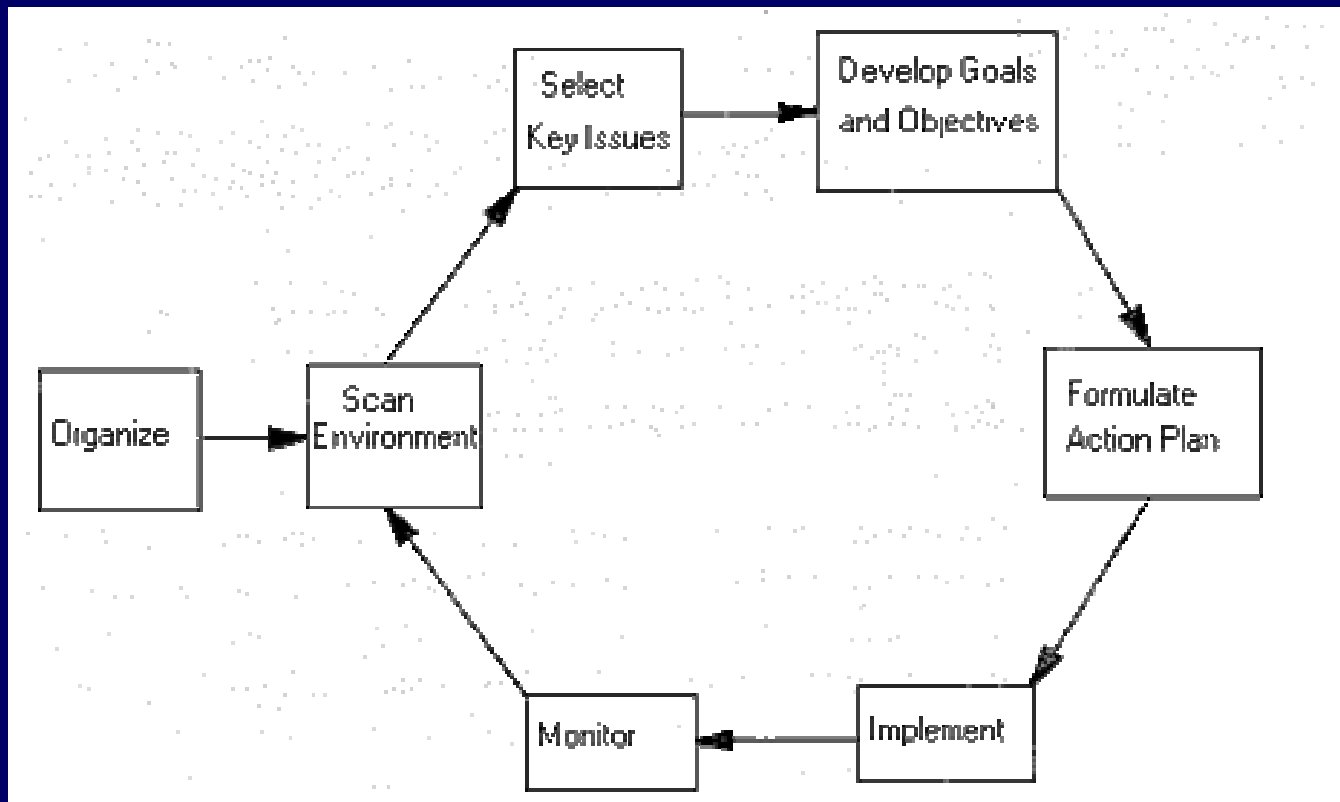 Select
Key Issues
Develop Goals
and Objectives
Organize
Scan
Environment
Formulate
Action Plan
Monitor
Implement